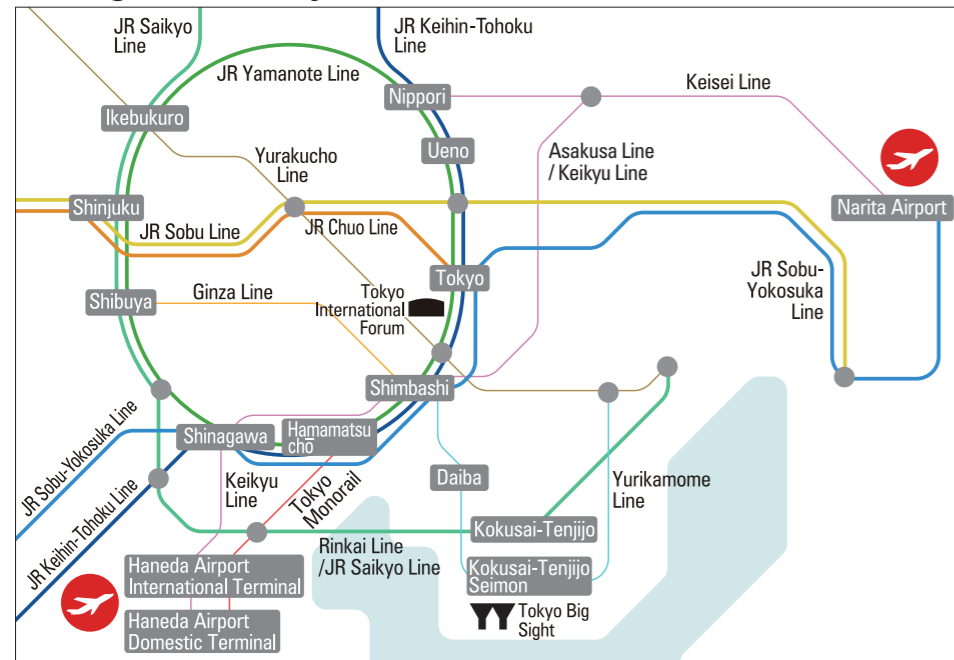 JR Saikyo
Line
JR Keihin-Tohoku
Line
JR Yamanote Line
Nippori
Keisei Line
Ikebukuro
Ueno
Yurakucho
Line
Asakusa Line
/ Keikyu Line
Shinjuku
JR Sobu Line
JR Chuo Line
Narita Airport
Tokyo
JR Sobu-
Yokosuka
Line
Shibuya
Ginza Line
Tokyo
International
Forum
Shimbashi
JR Sobu-Yokosuka Line
Shinagawa
Hamamatsu
chō
Keikyu
Line
Tokyo
Monorail
Daiba
Yurikamome
Line
JR Keihin-Tohoku Line
Rinkai Line
/JR Saikyo Line
Kokusai-Tenjijo
Haneda Airport
International Terminal
Kokusai-Tenjijo
Seimon
Haneda Airport
Domestic Terminal
Tokyo Big
Sight